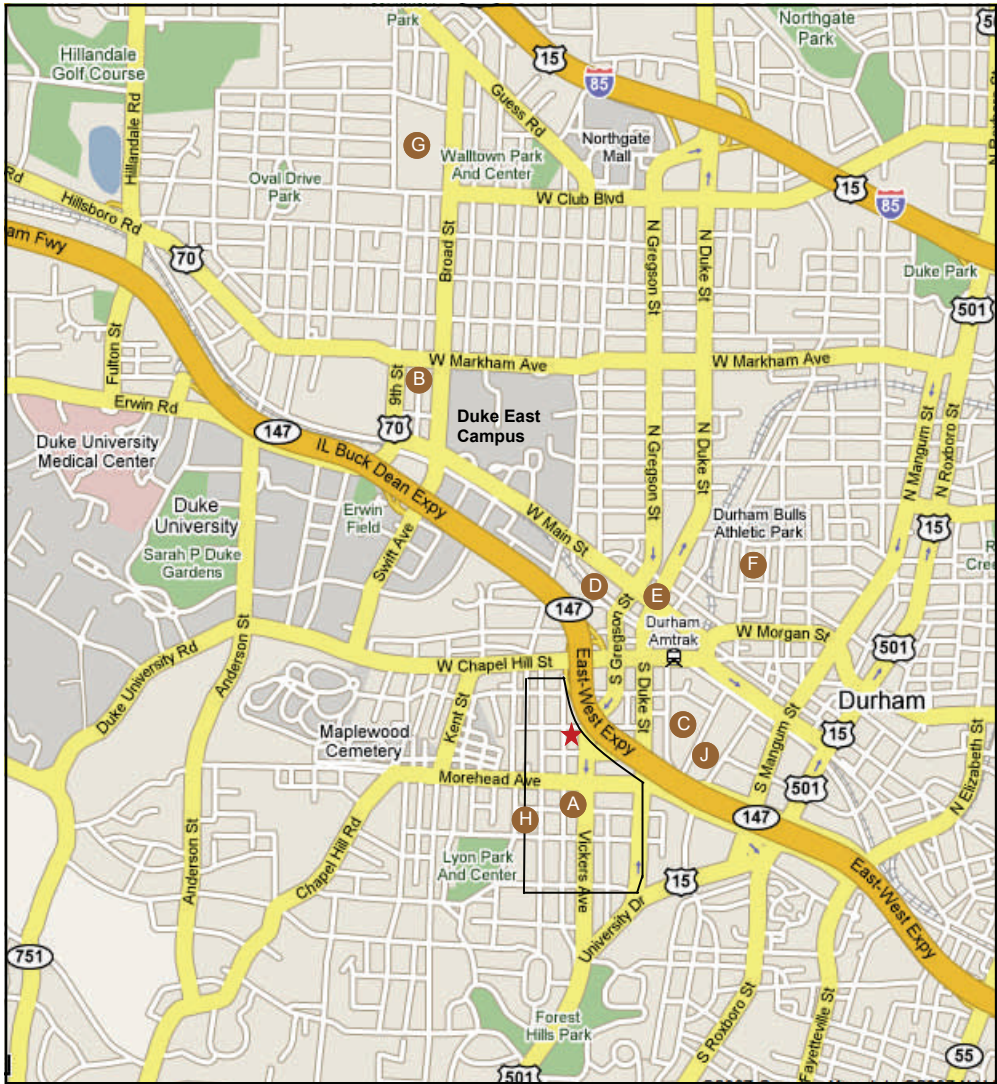 Park
Northgate
Park
Hillandale
Golf Course
15
85
Guess Rd
Northgate
Mall
Hillandale Rd
G
Walltown Park
And Center
Oval Drive
Park
W Club Blvd
15
85
Rd
Hillsboro Rd
am Fwy
70
Broad St
N Gregson St
N Duke St
Duke Park
501
Fulton St
W Markham Ave
W Markham Ave
9th St
B
Erwin Rd
Duke East
Campus
70
147
IL Buck Dean Expy
Duke University
Medical Center
N Gregson St
N Duke St
N Mangum St
N Roxboro St
Duke
University
Erwin
Field
W Main St
Durham Bulls
Athletic Park
15
Sarah P Duke
Gardens
Swift Ave
F
D
E
147
S Gregson St
Durham
Amtrak
W Morgan St
501
Duke University Rd
Anderson St
W Chapel Hill St
East-West Expy
S Duke St
Kent St
Durham
Maplewood
Cemetery
C
J
S Mangum St
15
Morehead Ave
501
N Elizabeth St
A
H
147
Chapel Hill Rd
Anderson St
Lyon Park
And Center
Vickers Ave
15
East-West Expy
University Dr
751
Forest
Hills Park
S Roxboro St
Fayetteville St
55
501